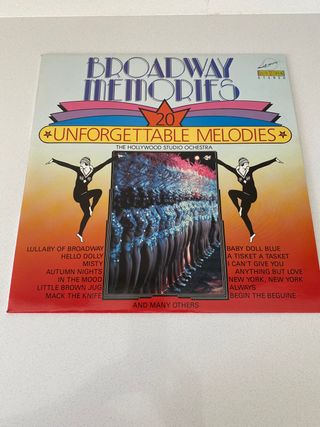 BROADWAY
MEMORIES
STEREO
20
UNFORGETTABLE MELODIES
THE HOLLYWOOD STUDIO OCHESTRA
LULLABY OF BROADWAY
HELLO DOLLY
MISTY
AUTUMN NIGHTS
IN THE MOOD
LITTLE BROWN JUG
MACK THE KNIFE
BABY DOLL BLUE
A TISKET A TASKET
I CAN'T GIVE YOU
ANYTHING BUT LOVE
NEW YORK, NEW YORK
ALWAYS
BEGIN THE BEGUINE
AND MANY OTHERS